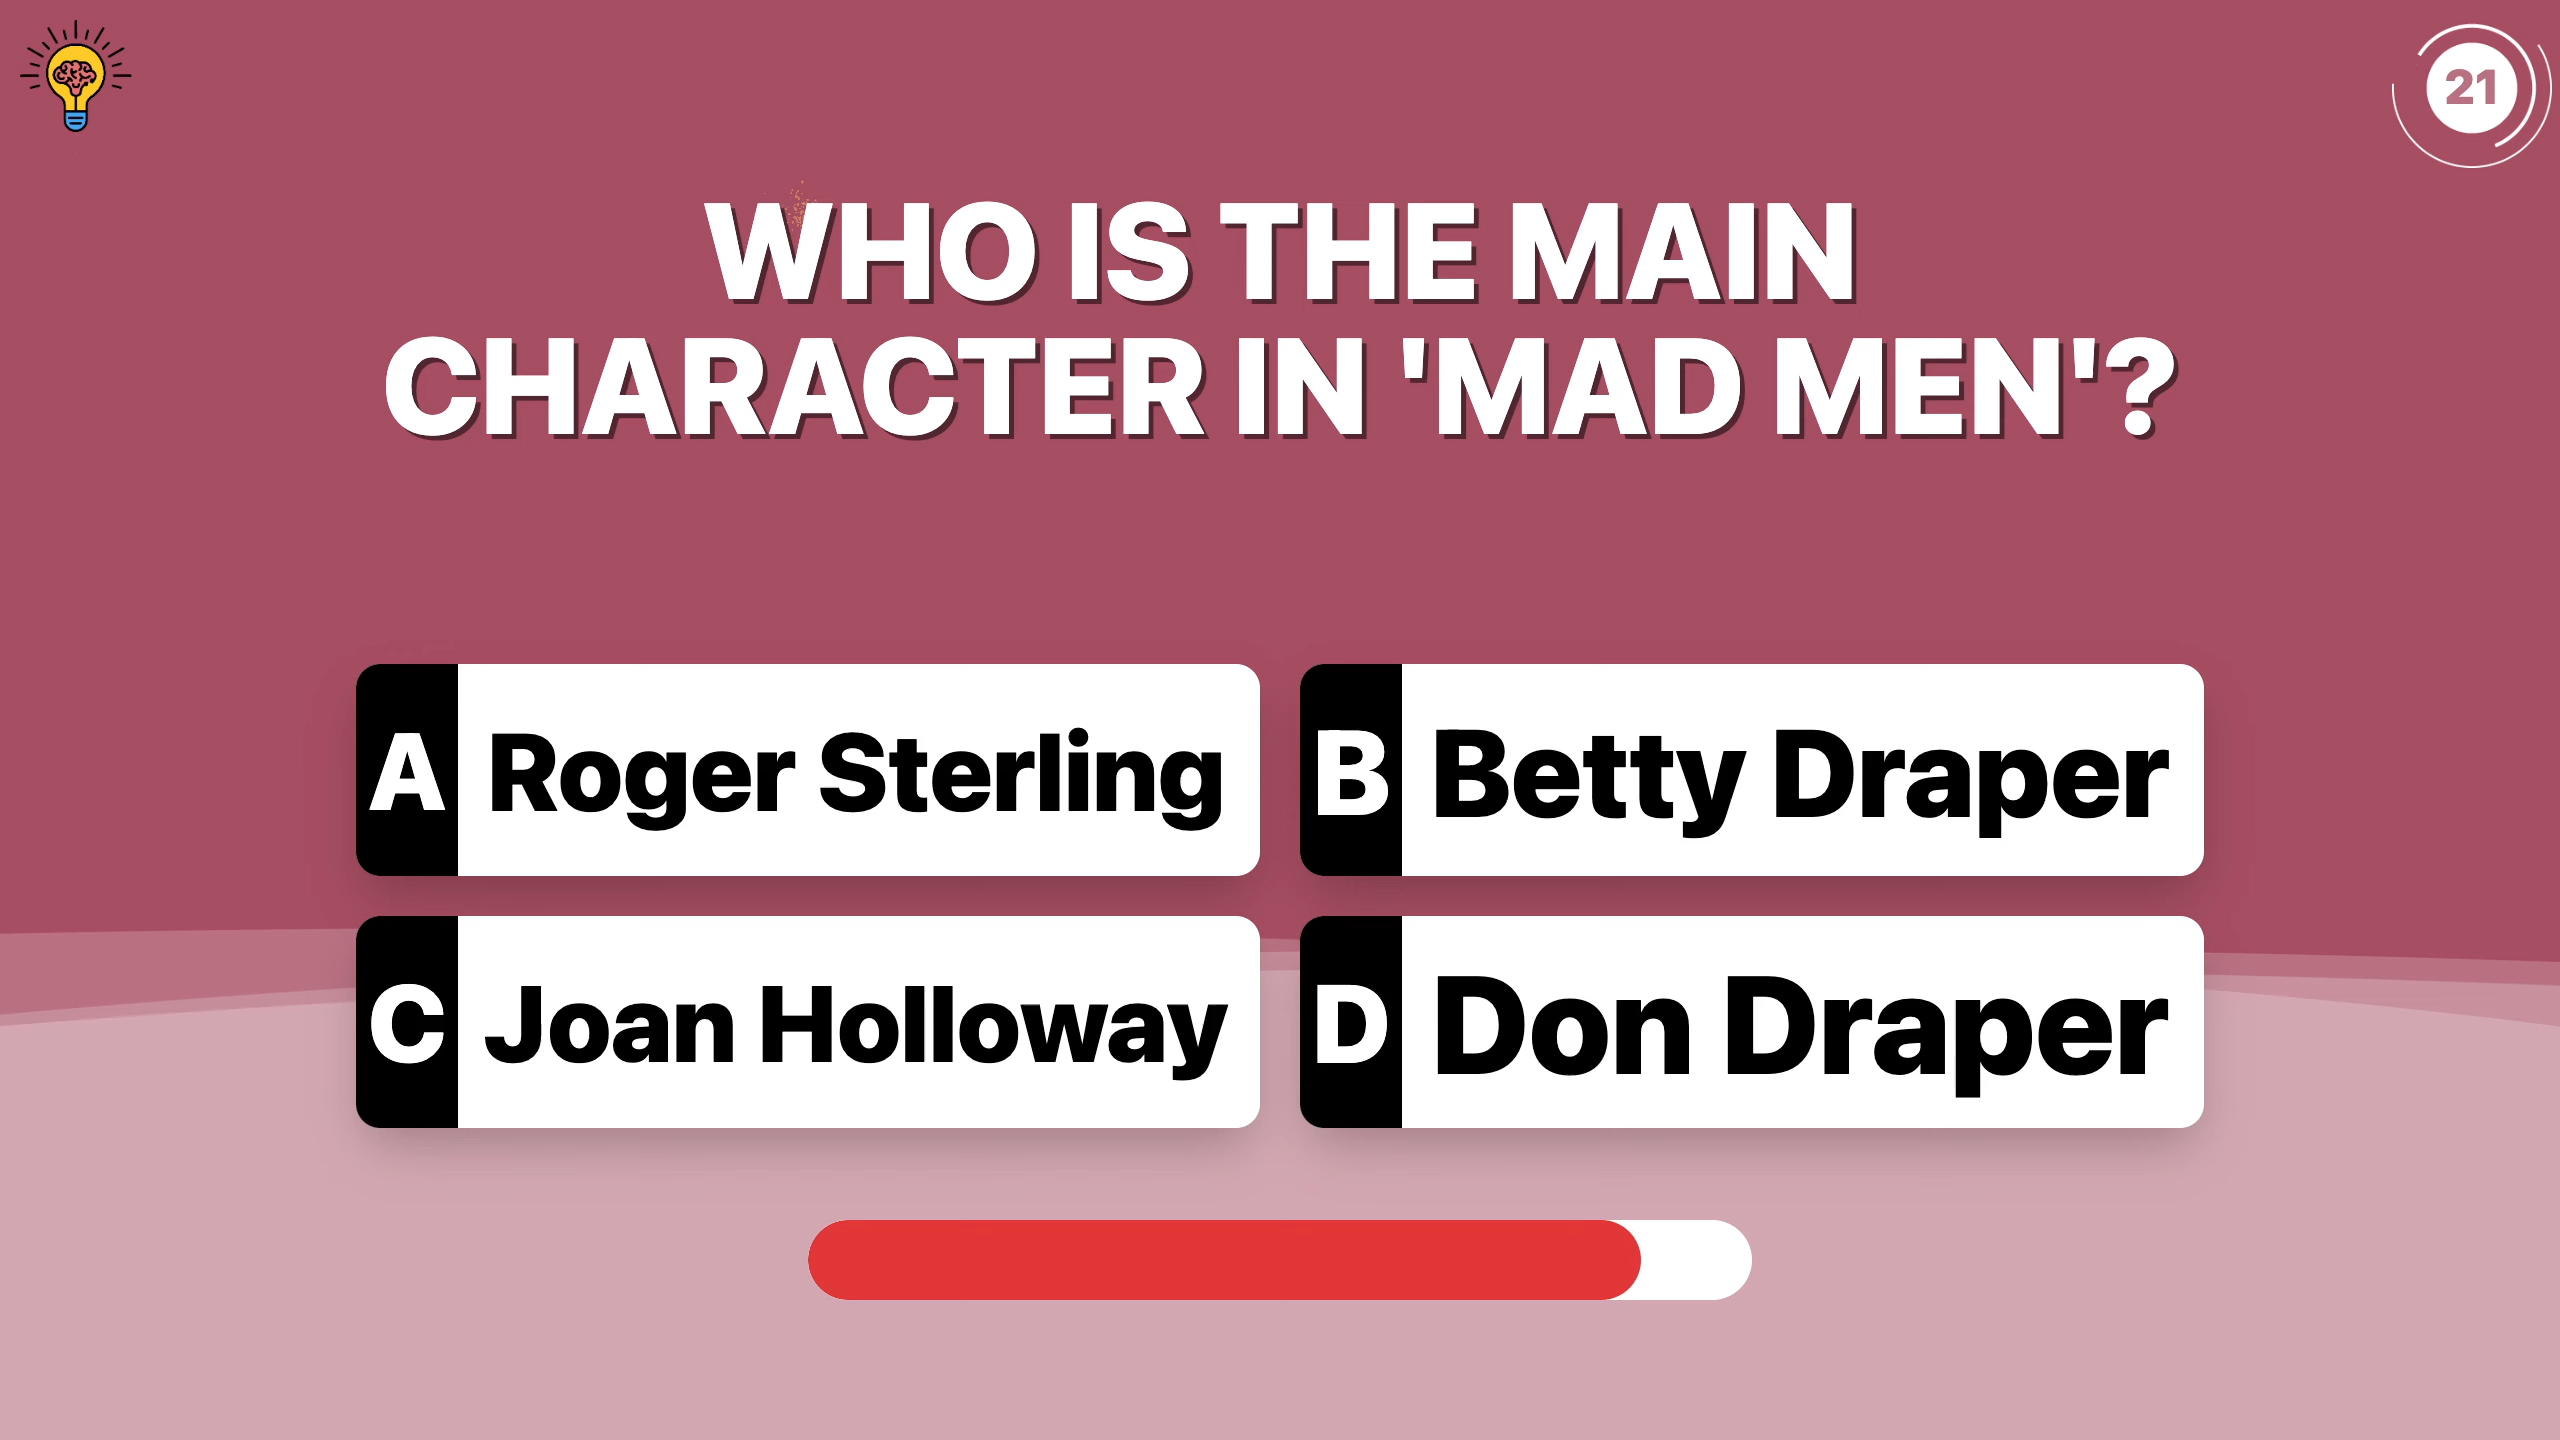 21
WHO IS THE MAIN
CHARACTER IN 'MAD MEN'?
A Roger Sterling
B Betty Draper
C Joan Holloway
D Don Draper